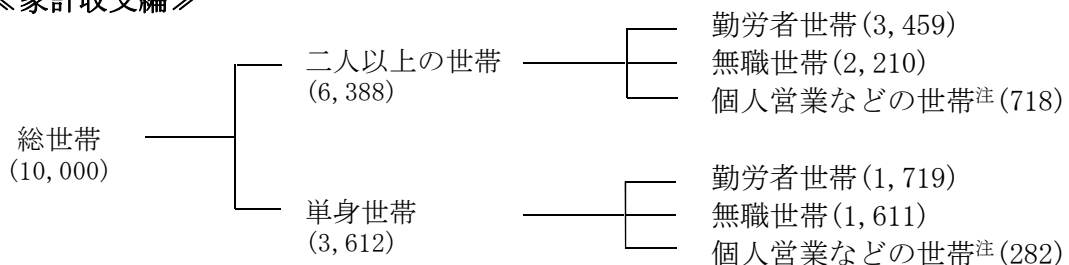 ≪家計収支編≫
総世帯
(10,000)
二人以上の世帯
(6,388)
勤労者世帯(3,459)
無職世帯(2,210)
個人営業などの世帯注(718)
単身世帯
(3,612)
勤労者世帯(1,719)
無職世帯(1,611)
個人営業などの世帯注(282)